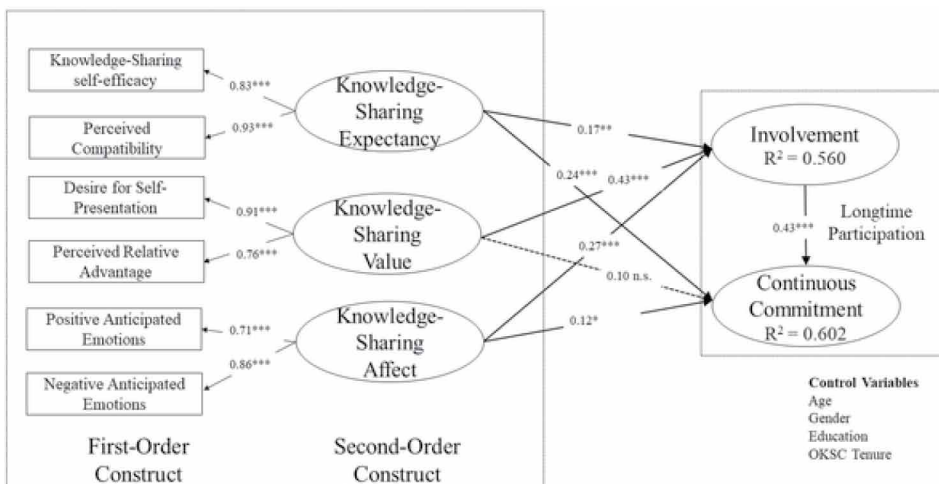 Knowledge-Sharing
self-efficacy
0.83***
Perceived
Compatibility
0.93***
Knowledge-
Sharing
Expectancy
Desire for Self-
Presentation
0.91***
Perceived Relative
Advantage
0.76***
Knowledge-
Sharing
Value
Positive Anticipated
Emotions
0.71***
Negative Anticipated
Emotions
0.86***
Knowledge-
Sharing
Affect
First-Order
Construct
Second-Order
Construct
0.17**
0.24***
0.43***
0.27***
0.10 n.s.
0.12*
Involvement
R² = 0.560
0.43***
Longtime
Participation
Continuous
Commitment
R² = 0.602
Control Variables
Age
Gender
Education
OKSC Tenure